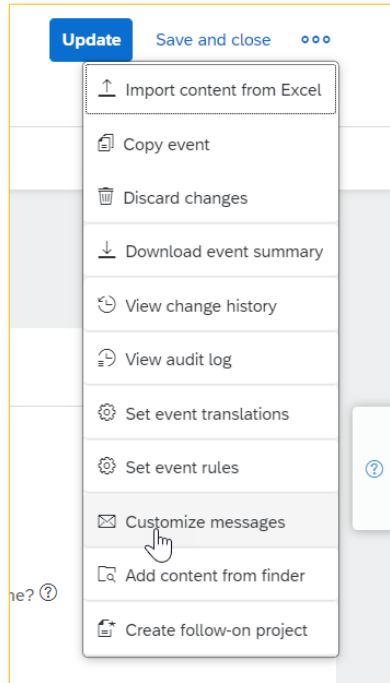 Update Save and close
Import content from Excel
Copy event
Discard changes
Download event summary
View change history
View audit log
Set event translations
Set event rules
Customize messages
Add content from finder
ne?
Create follow-on project